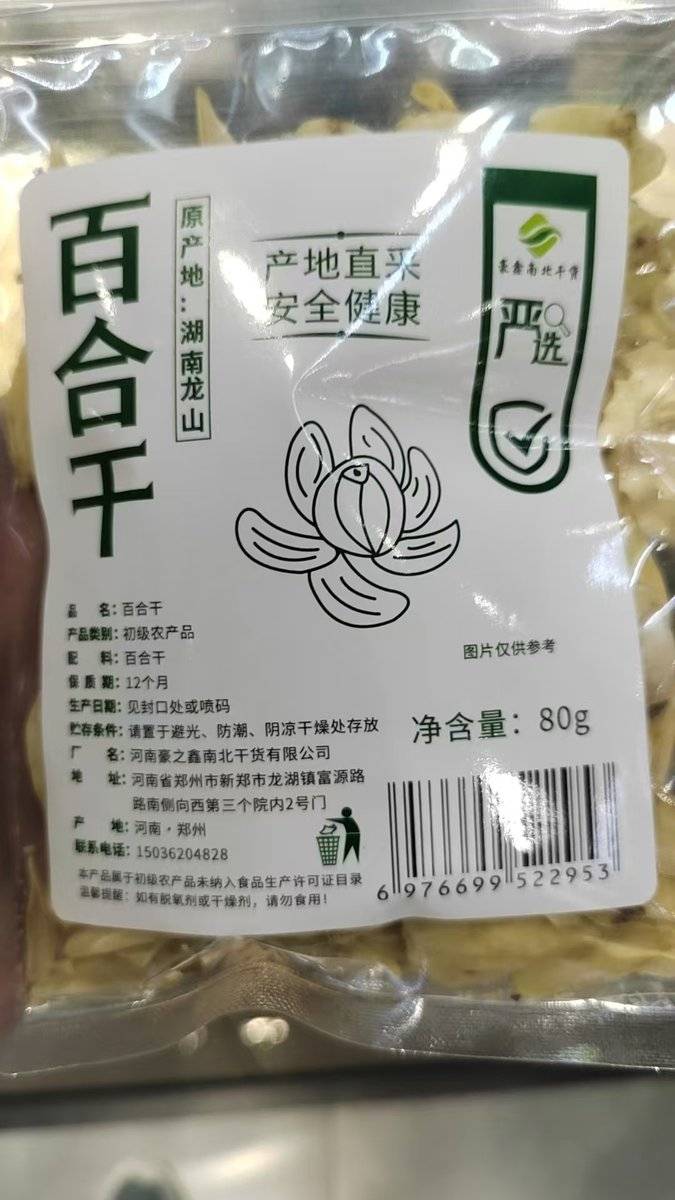 百合干
原产地：湖南龙山
产地直采
安全健康
豪鑫南北干货
严选
图片仅供参考
品 名：百合干
产品类别：初级农产品
配 料：百合干
保 质 期：12个月
生产日期：见封口处或喷码
贮存条件：请置于避光、防潮、阴凉干燥处存放
厂 名：河南豪之鑫南北干货有限公司
地 址：河南省郑州市新郑市龙湖镇富源路
路南侧向西第三个院内2号门
产 地：河南·郑州
联系电话：15036204828
本产品属于初级农产品未纳入食品生产许可证目录
温馨提醒：如有脱氧剂或干燥剂，请勿食用！
净含量：80g
6 976699 522953